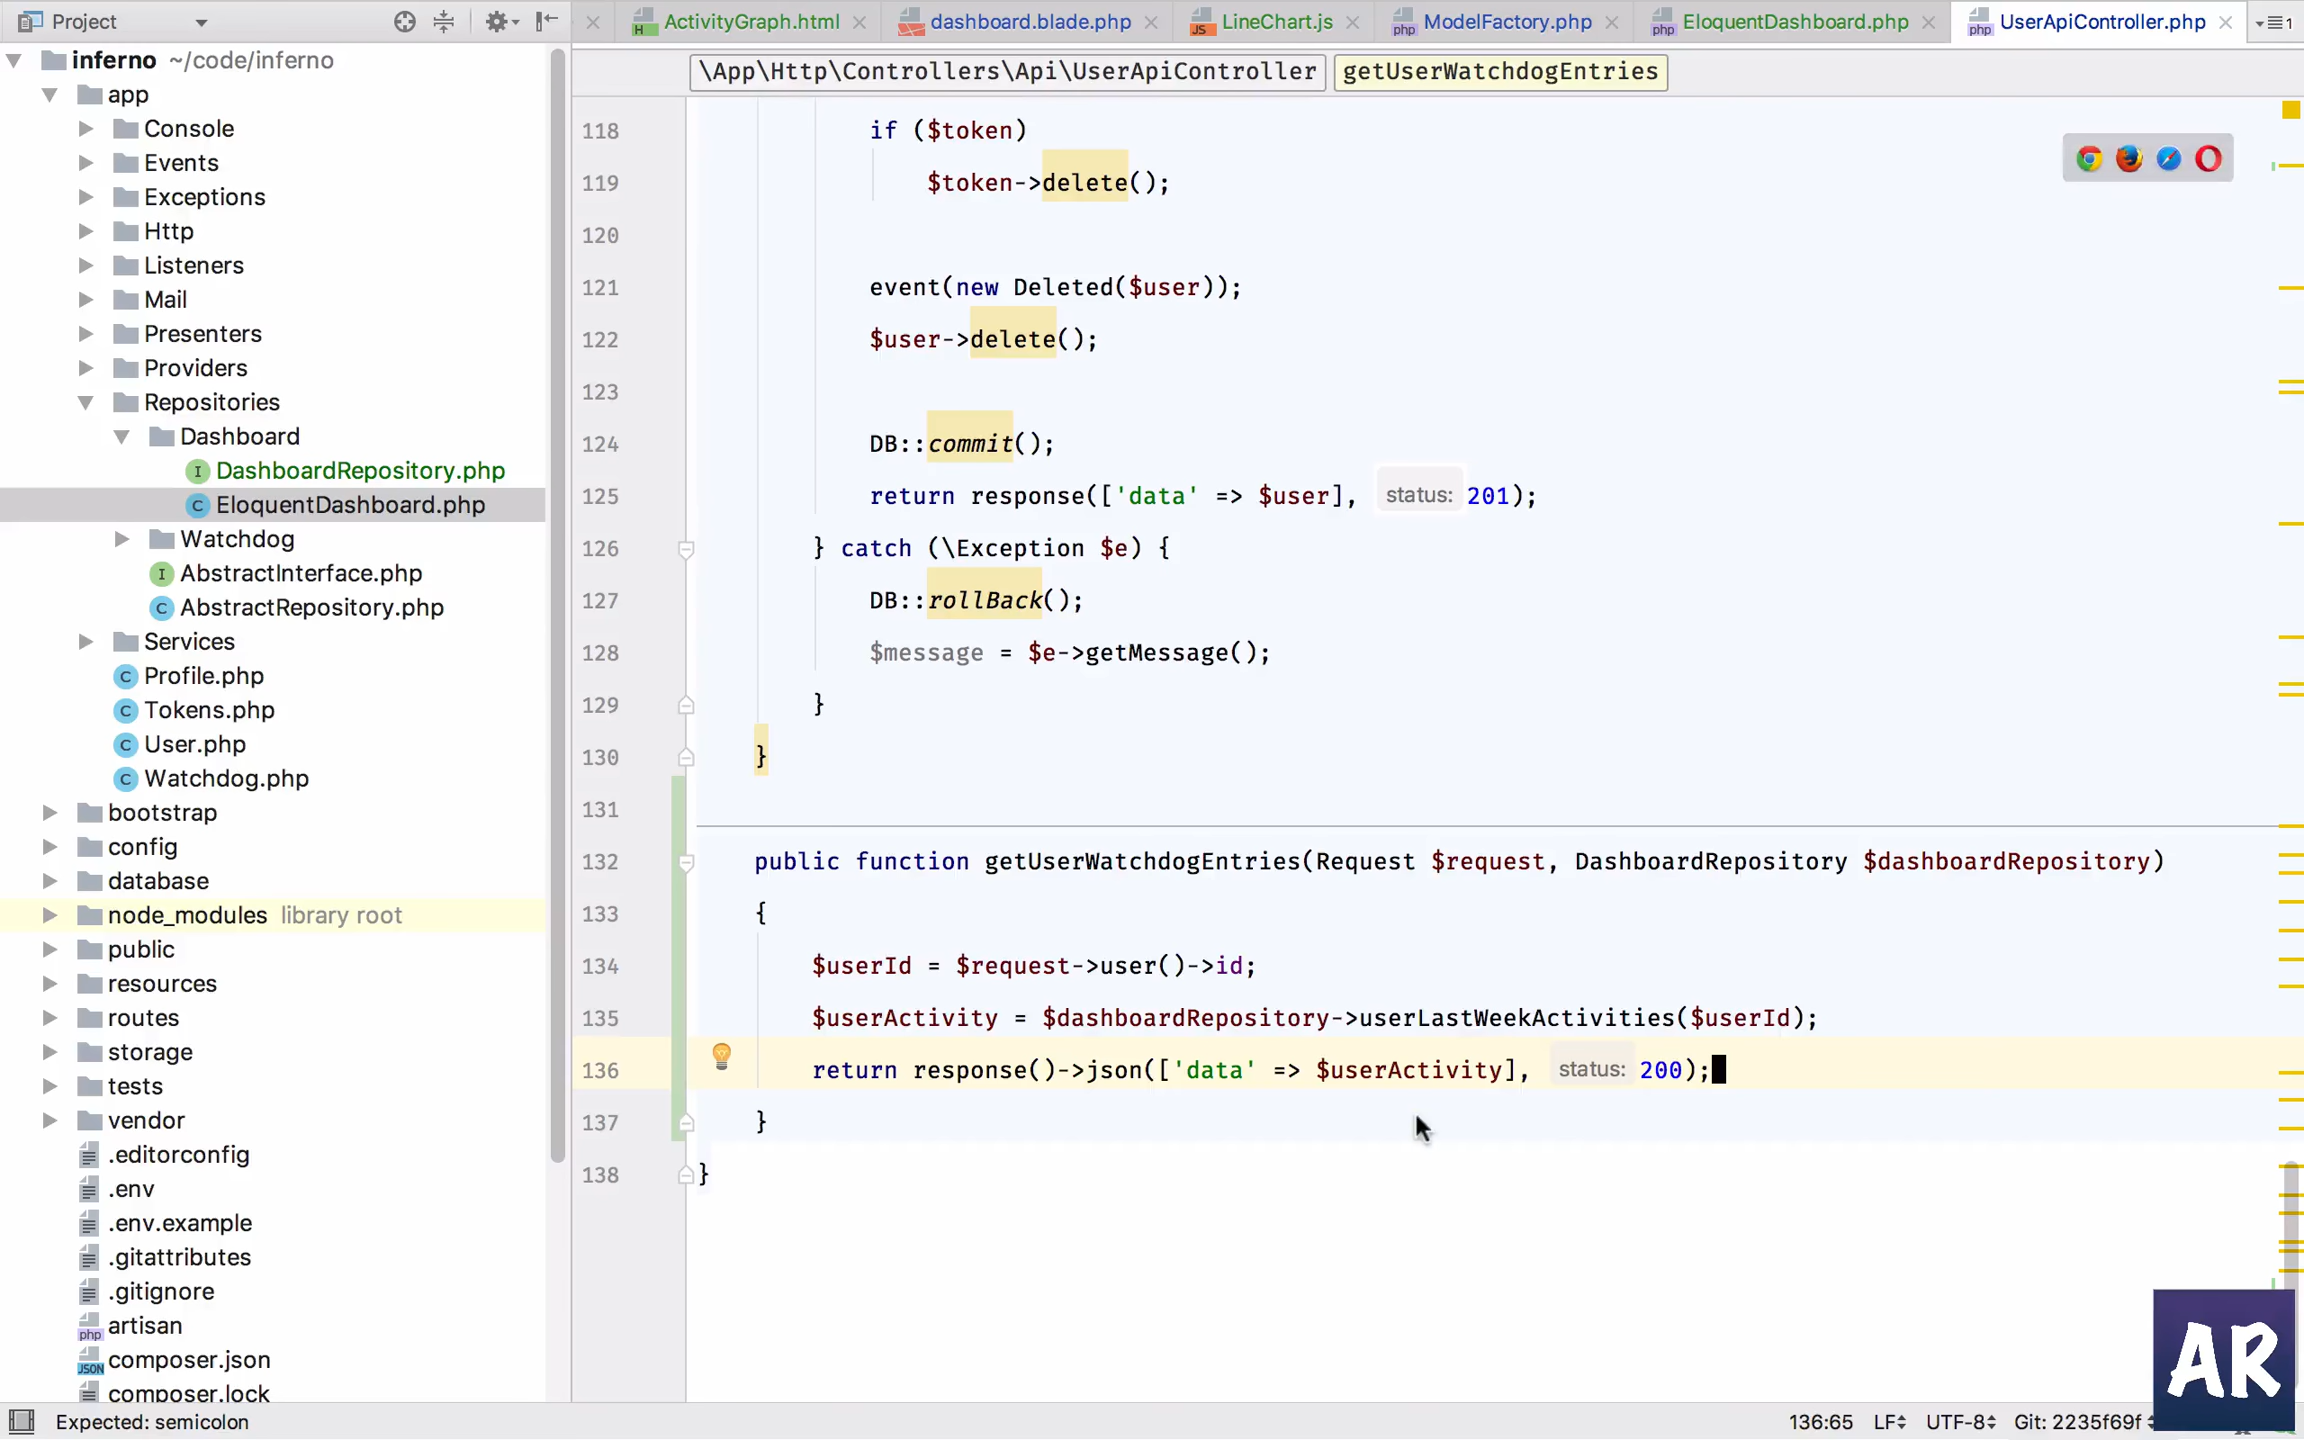 Project
ActivityGraph.html
dashboard.blade.php
LineChart.js
ModelFactory.php
EloquentDashboard.php
UserApiController.php
1
inferno ~/code/inferno
app
Console
Events
Exceptions
Http
Listeners
Mail
Presenters
Providers
Repositories
Dashboard
DashboardRepository.php
EloquentDashboard.php
Watchdog
AbstractInterface.php
AbstractRepository.php
Services
Profile.php
Tokens.php
User.php
Watchdog.php
bootstrap
config
database
node_modules library root
public
resources
routes
storage
tests
vendor
.editorconfig
.env
.env.example
.gitattributes
.gitignore
artisan
composer.json
composer.lock
\App\Http\Controllers\Api\UserApiController getUserWatchdogEntries
118 if ($token)
119 $token->delete();
120
121 event(new Deleted($user));
122 $user->delete();
123
124 DB::commit();
125 return response(['data' => $user], status: 201);
126 } catch (\Exception $e) {
127 DB::rollBack();
128 $message = $e->getMessage();
129 }
130 }
131
132 public function getUserWatchdogEntries(Request $request, DashboardRepository $dashboardRepository)
133 {
134 $userId = $request->user()->id;
135 $userActivity = $dashboardRepository->userLastWeekActivities($userId);
136 return response()->json(['data' => $userActivity], status: 200);
137 }
138 }
AR
Expected: semicolon
136:65 LF UTF-8 Git: 2235f69f